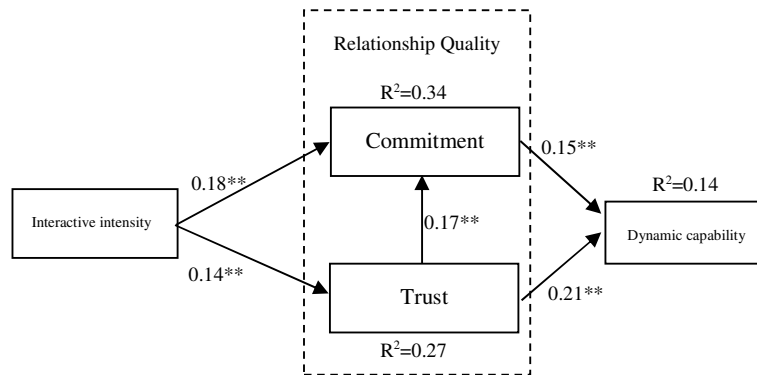 Relationship Quality
R²=0.34
Commitment
0.18**
0.15**
R²=0.14
Interactive intensity
0.17**
Dynamic capability
0.14**
Trust
0.21**
R²=0.27